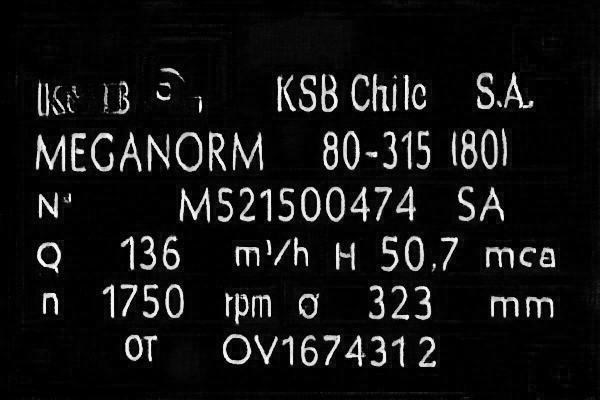 KSB KSB Chile S.A.
MEGANORM 80-315 (80)
N° M521500474 SA
Q 136 m³/h H 50,7 mca
n 1750 rpm ø 323 mm
OT OV1674312